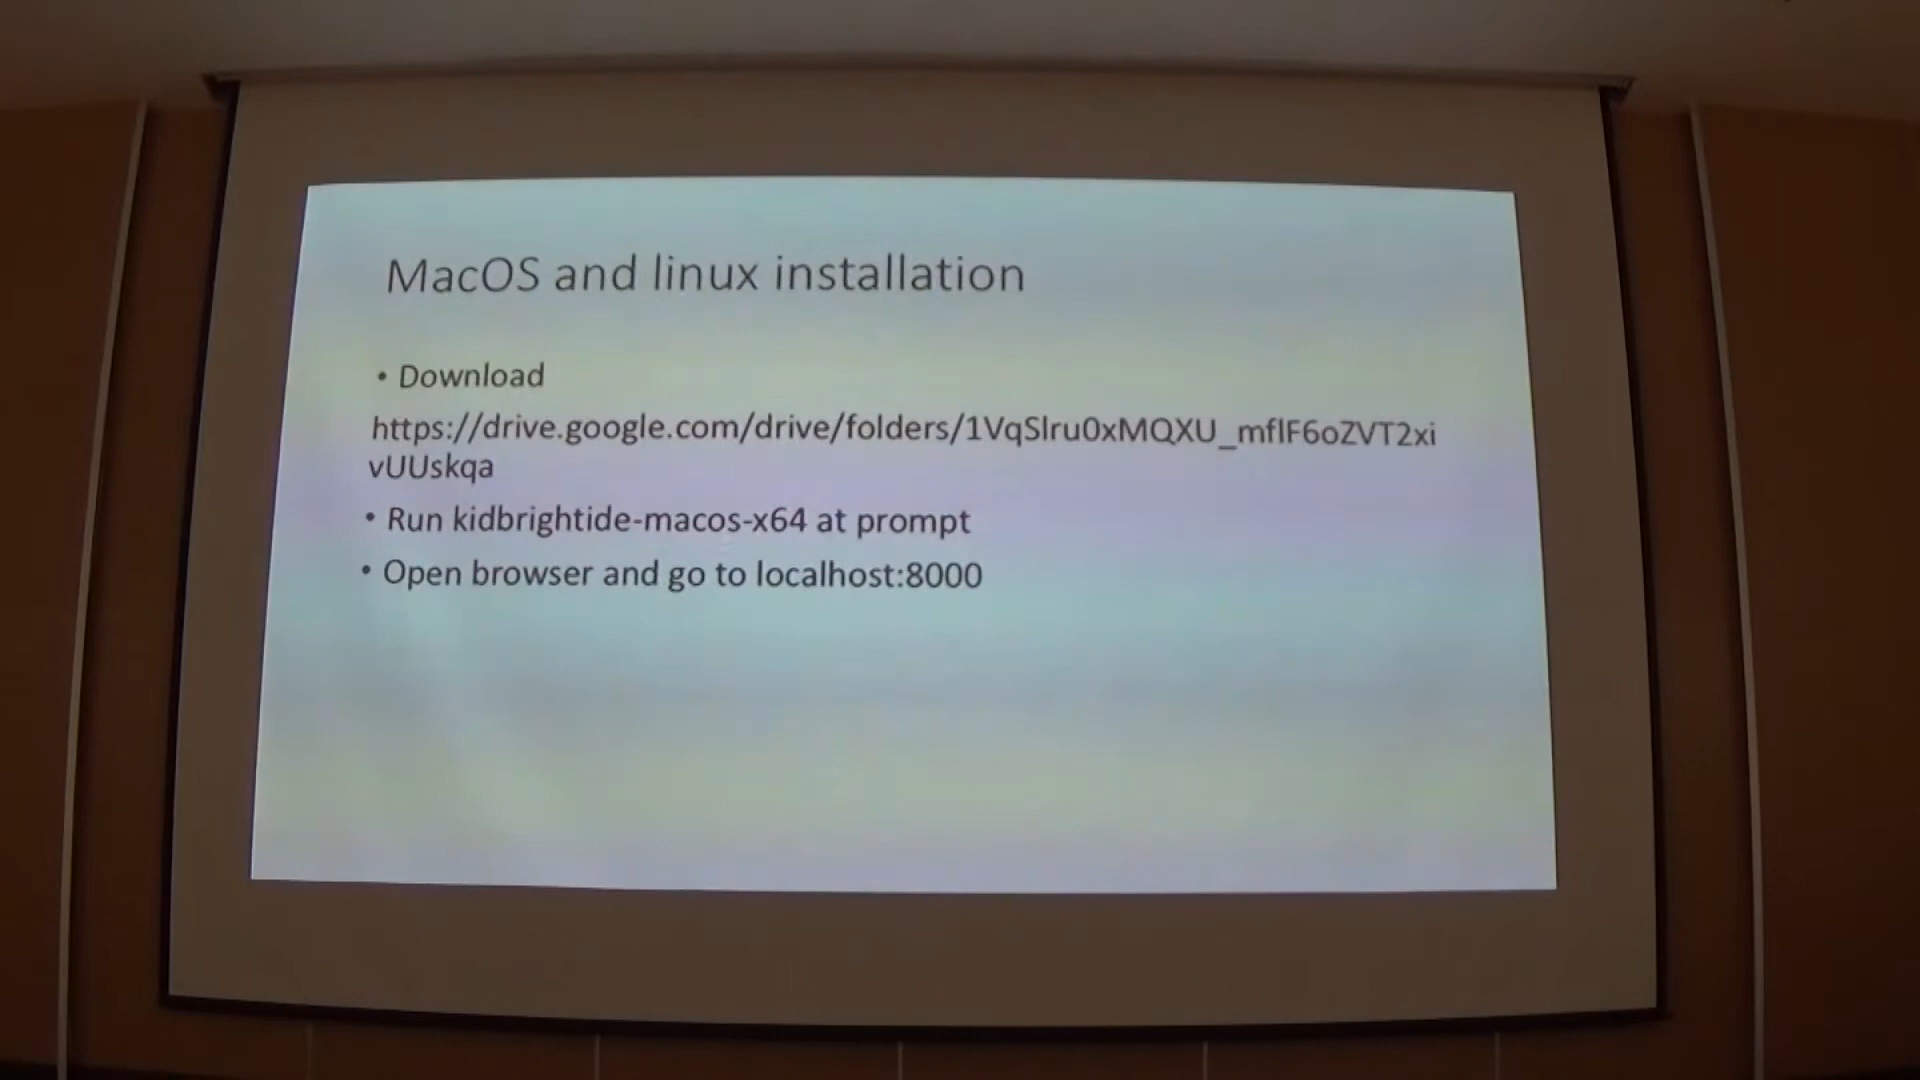 MacOS and linux installation
• Download
https://drive.google.com/drive/folders/1VqSlru0xMQXU_mflF6oZVT2xi
vUUskqa
• Run kidbrightide-macos-x64 at prompt
• Open browser and go to localhost:8000